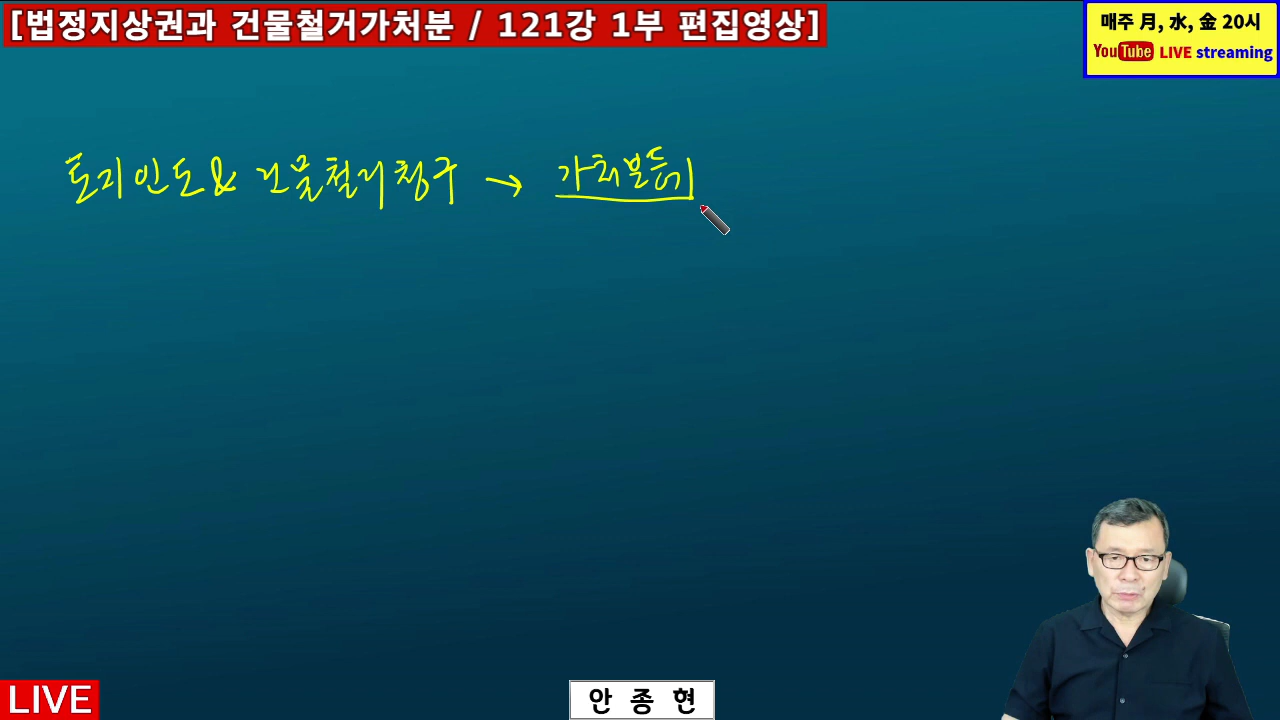 [법정지상권과 건물철거가처분 / 121강 1부 편집영상]
매주 月, 水, 金 20시
YouTube LIVE streaming
토지인도 & 건물철거청구 → 가처분등기
LIVE
안 종 현